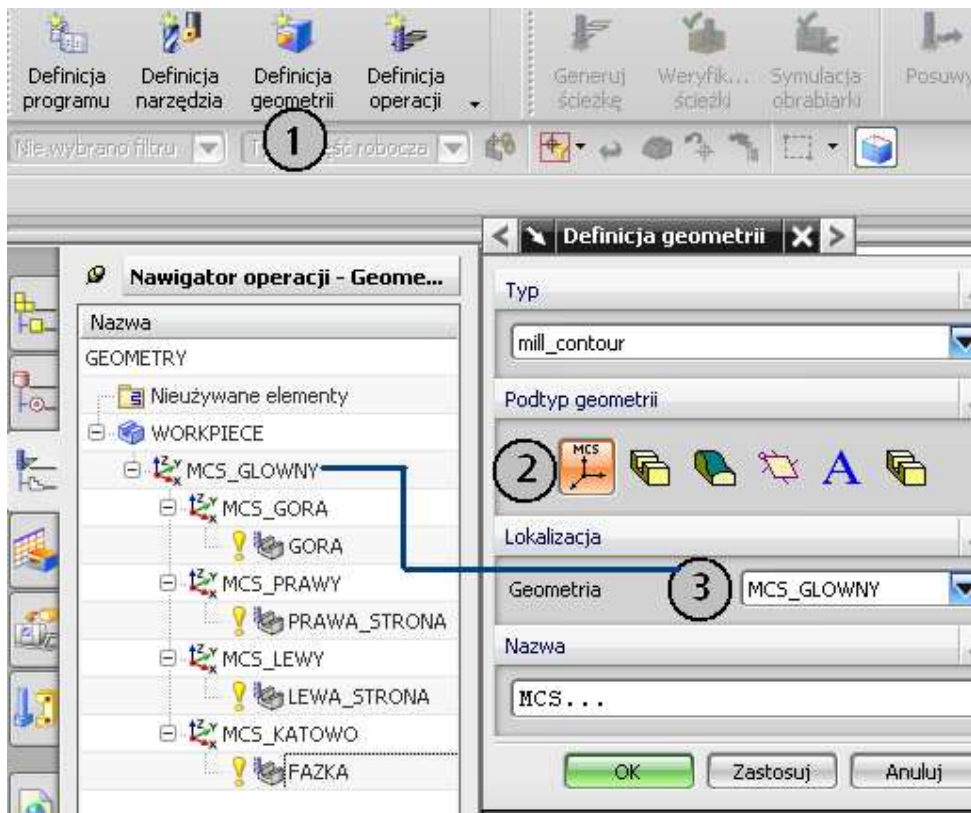 Definicja programu
Definicja narzędzia
Definicja geometrii
Definicja operacji
Generuj ścieżkę
Weryfik... ścieżki
Symulacja obrabiarki
Posuwy
1
Nie wybrano filtru
robocza
Definicja geometrii
Nawigator operacji - Geome...
Typ
Nazwa
mill_contour
GEOMETRY
Nieużywane elementy
Podtyp geometrii
WORKPIECE
MCS_GLOWNY
2
MCS
A
MCS_GORA
GORA
Lokalizacja
MCS_PRAWY
Geometria
3
MCS_GLOWNY
PRAWA_STRONA
Nazwa
MCS_LEWY
LEWA_STRONA
MCS...
MCS_KATOWO
FAZKA
OK
Zastosuj
Anuluj